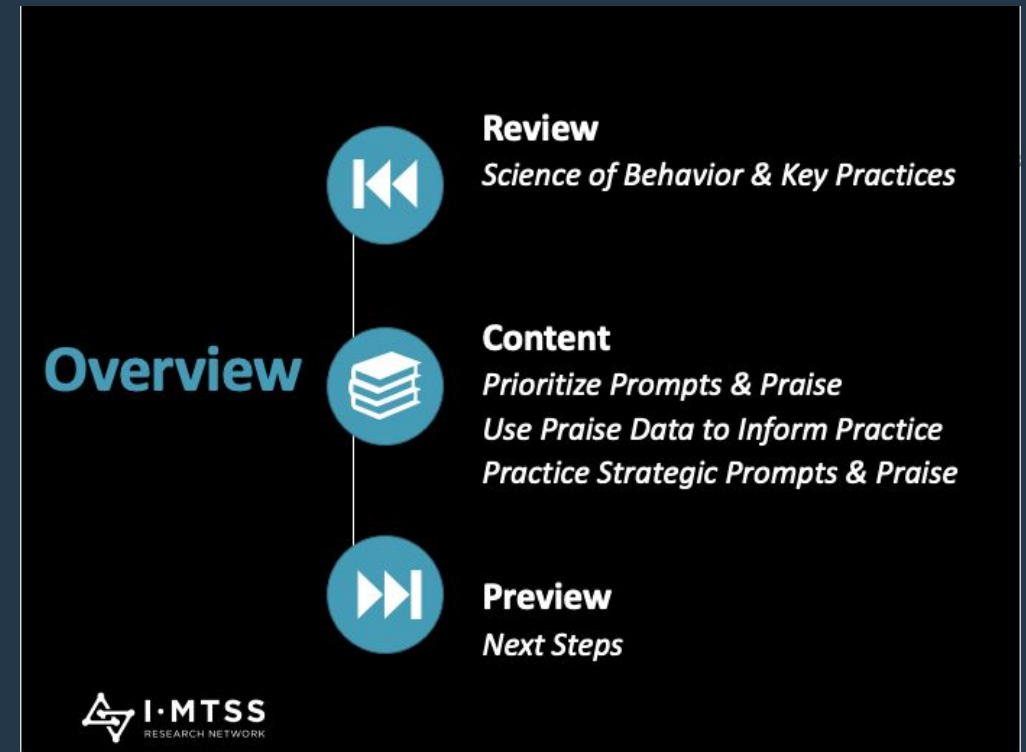 Overview
Review
Science of Behavior & Key Practices
Content
Prioritize Prompts & Praise
Use Praise Data to Inform Practice
Practice Strategic Prompts & Praise
Preview
Next Steps
I·MTSS
RESEARCH NETWORK